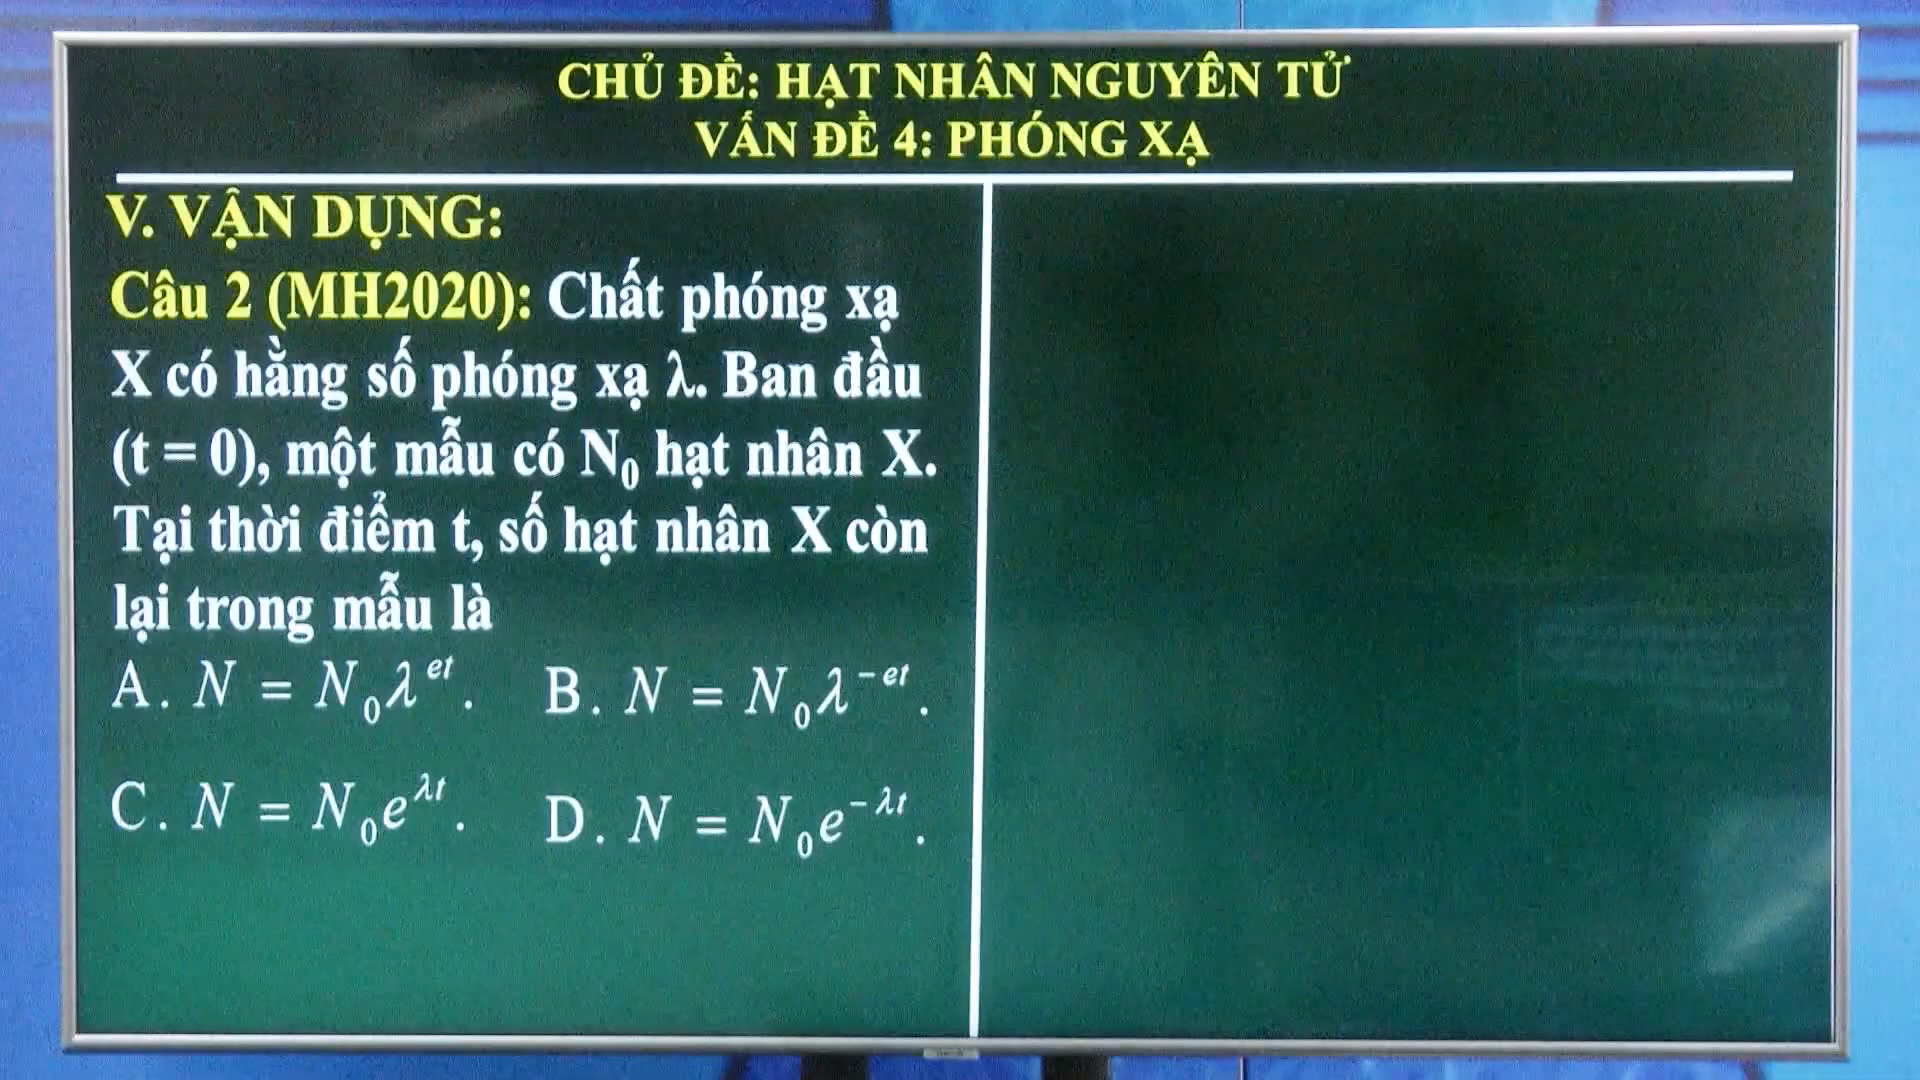 CHỦ ĐỀ: HẠT NHÂN NGUYÊN TỬ
VẤN ĐỀ 4: PHÓNG XẠ
V. VẬN DỤNG:
Câu 2 (MH2020): Chất phóng xạ
X có hằng số phóng xạ λ. Ban đầu
(t = 0), một mẫu có N₀ hạt nhân X.
Tại thời điểm t, số hạt nhân X còn
lại trong mẫu là
A. N = N₀λ^{et}. B. N = N₀λ^{-et}.
C. N = N₀e^{λt}. D. N = N₀e^{-λt}.